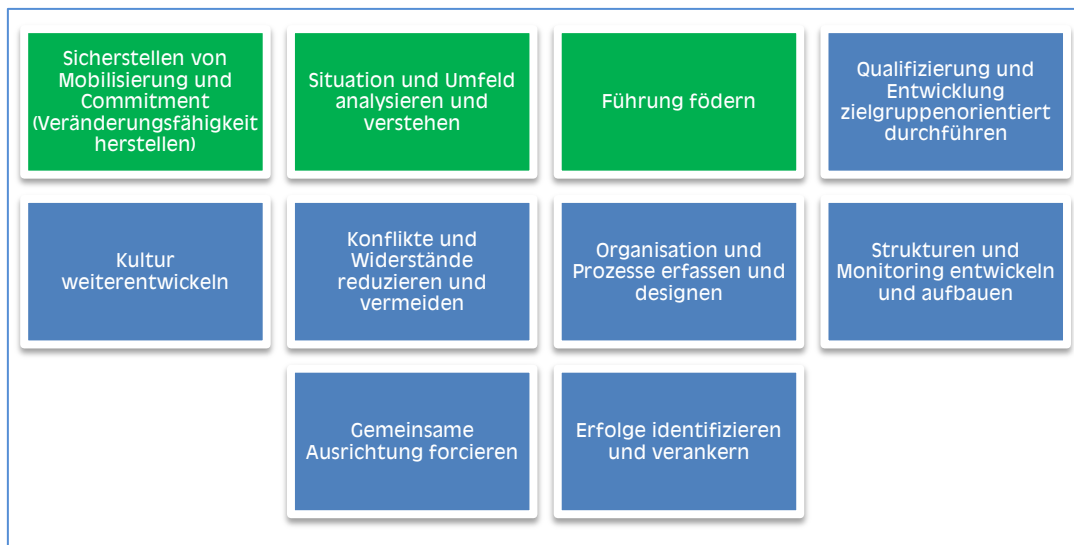 Sicherstellen von
Mobilisierung und
Commitment
(Veränderungsfähigkeit
herstellen)
Situation und Umfeld
analysieren und
verstehen
Führung födern
Qualifizierung und
Entwicklung
zielgruppenorientiert
durchführen
Kultur
weiterentwickeln
Konflikte und
Widerstände
reduzieren und
vermeiden
Organisation und
Prozesse erfassen und
designen
Strukturen und
Monitoring entwickeln
und aufbauen
Gemeinsame
Ausrichtung forcieren
Erfolge identifizieren
und verankern